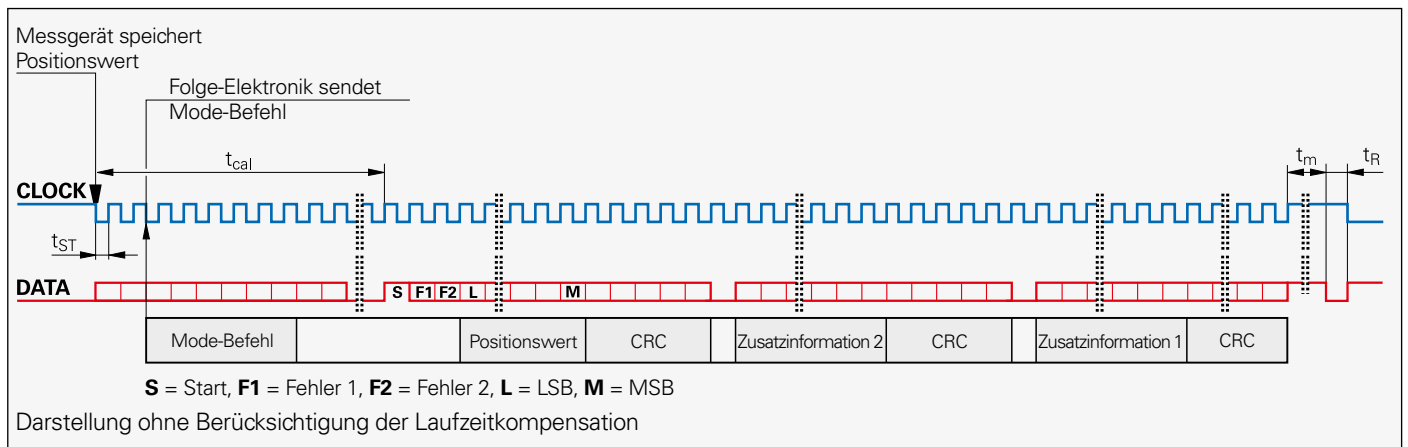 Messgerät speichert
Positionswert
Folge-Elektronik sendet
Mode-Befehl
tcal
tm
tR
CLOCK
tST
DATA
S F1 F2 L M
Mode-Befehl Positionswert CRC Zusatzinformation 2 CRC Zusatzinformation 1 CRC
S = Start, F1 = Fehler 1, F2 = Fehler 2, L = LSB, M = MSB
Darstellung ohne Berücksichtigung der Laufzeitkompensation